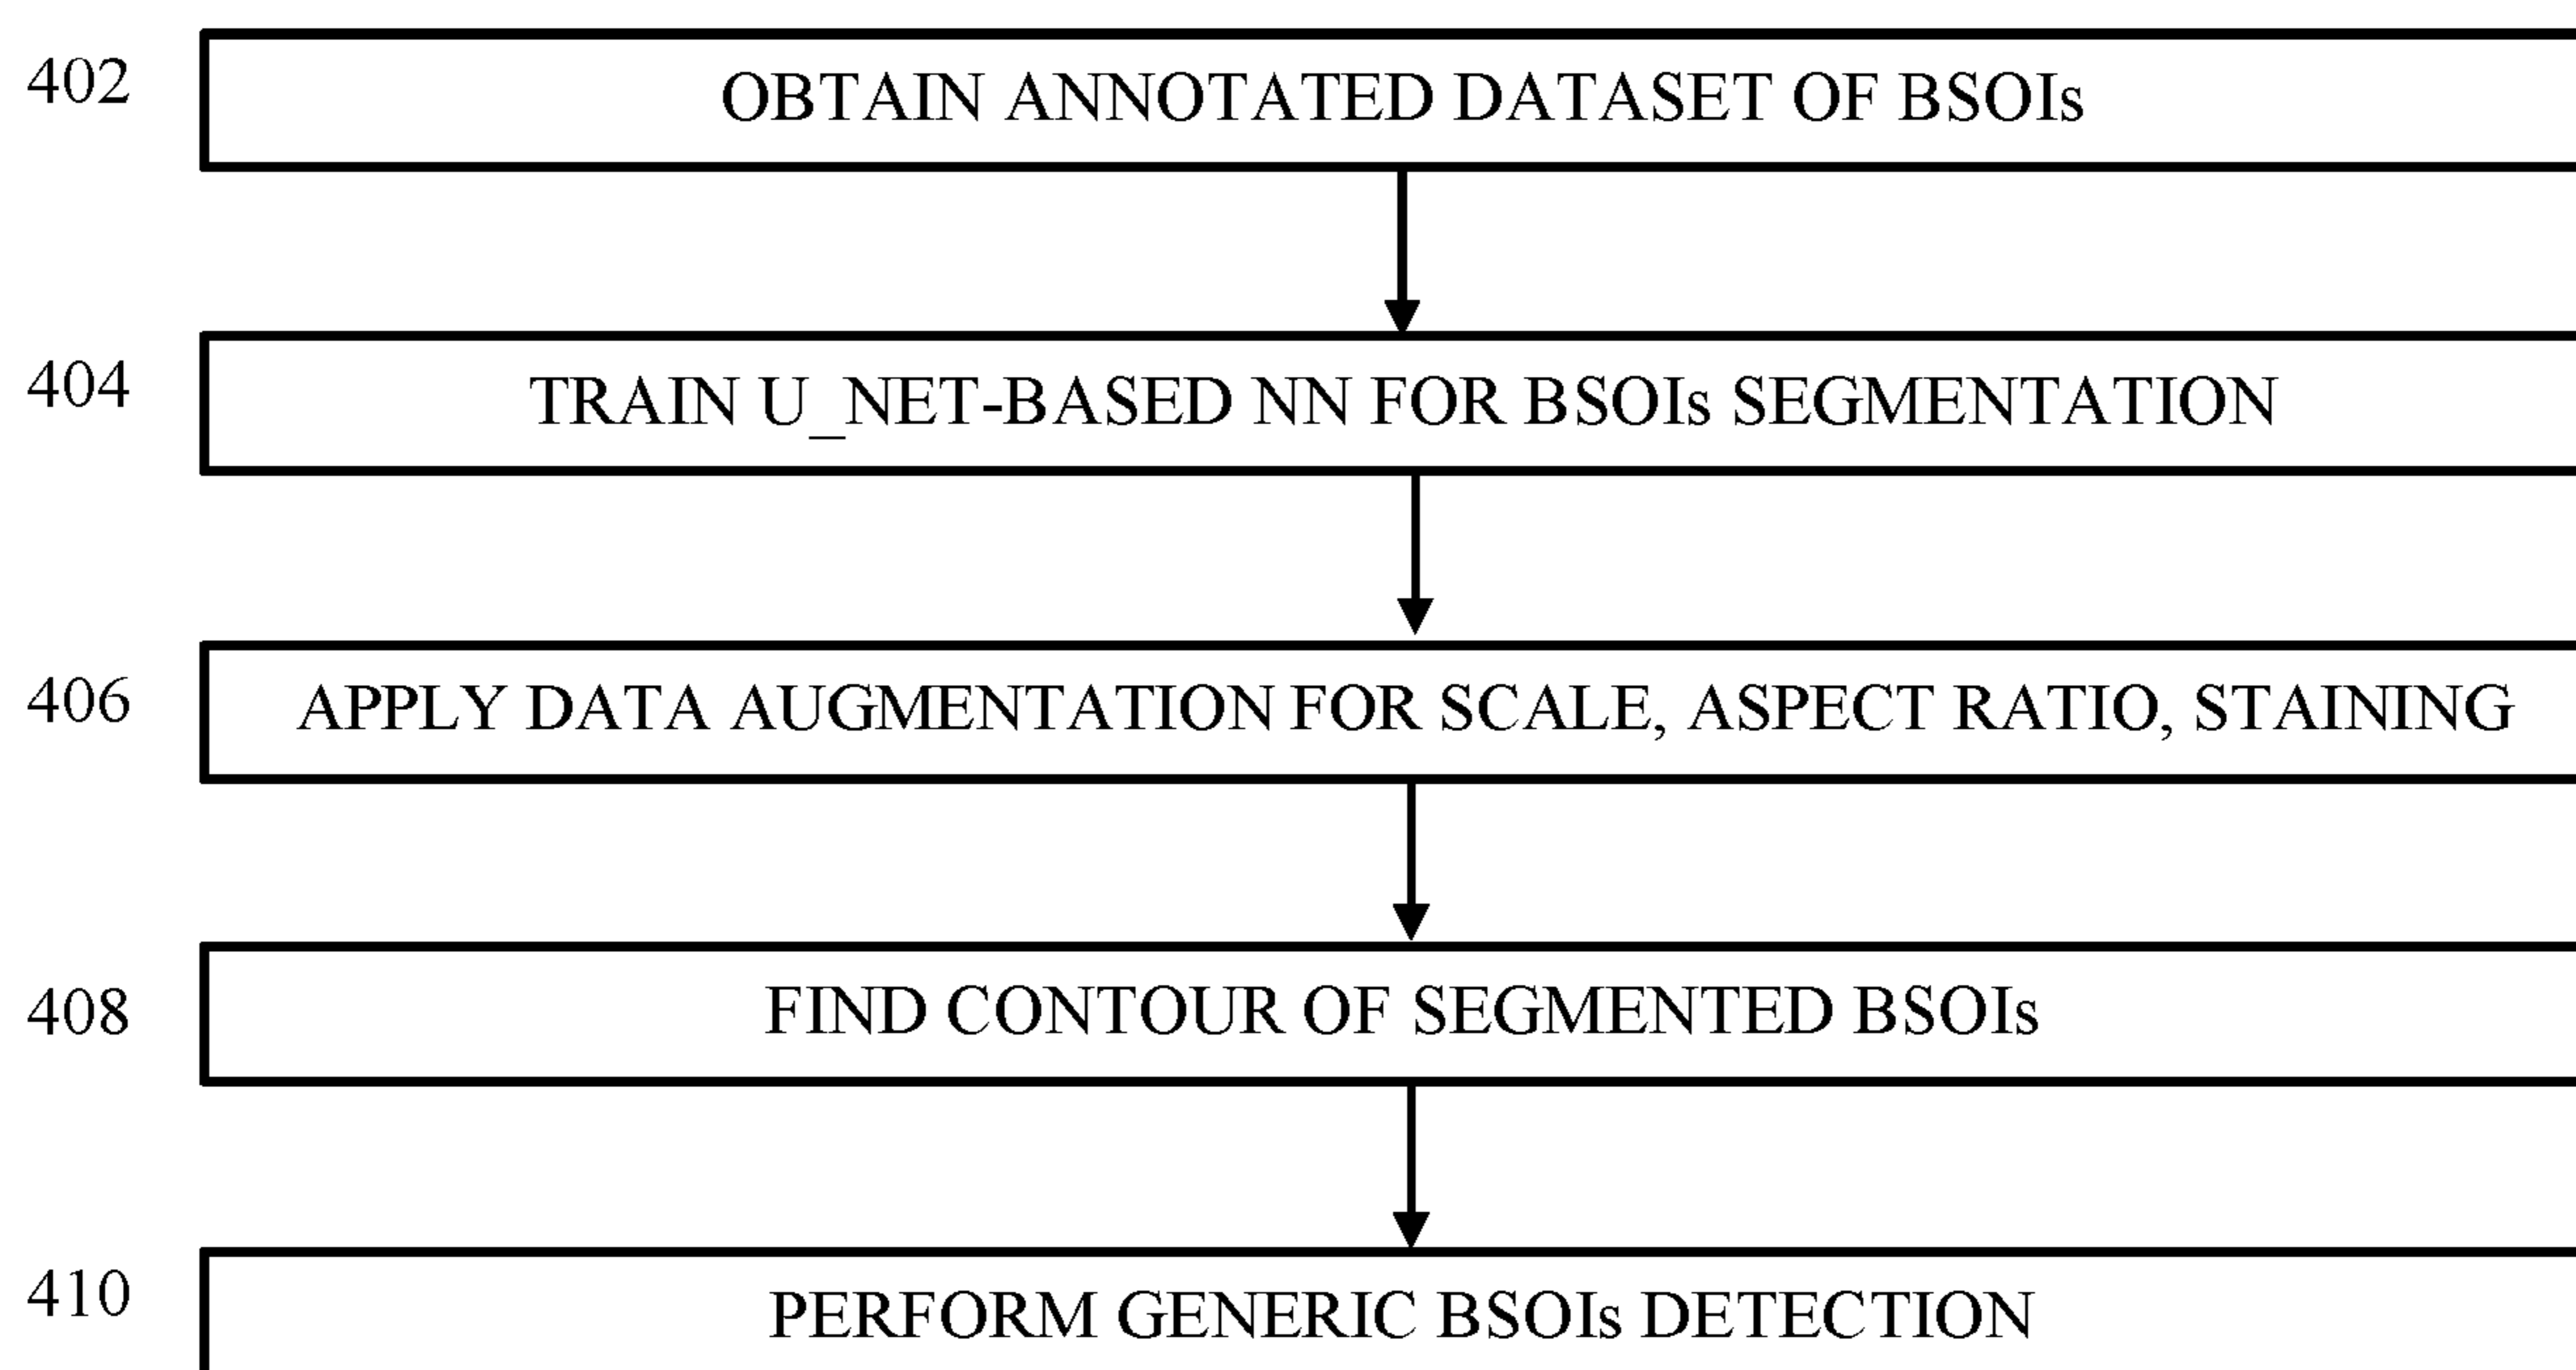 402
OBTAIN ANNOTATED DATASET OF BSOIs
404
TRAIN U_NET-BASED NN FOR BSOIs SEGMENTATION
406
APPLY DATA AUGMENTATION FOR SCALE, ASPECT RATIO, STAINING
408
FIND CONTOUR OF SEGMENTED BSOIs
410
PERFORM GENERIC BSOIs DETECTION